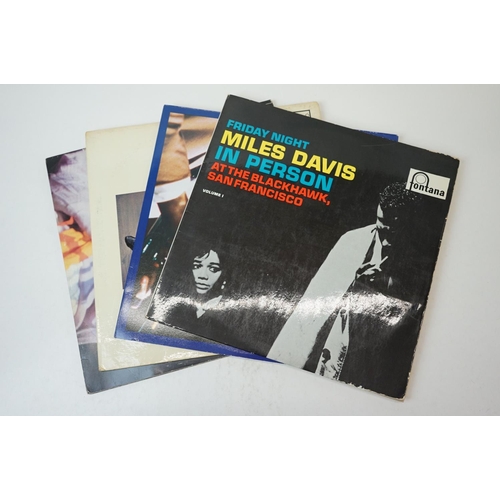 FRIDAY NIGHT
MILES DAVIS
IN PERSON
AT THE BLACKHAWK,
SAN FRANCISCO
VOLUME 1
fontana